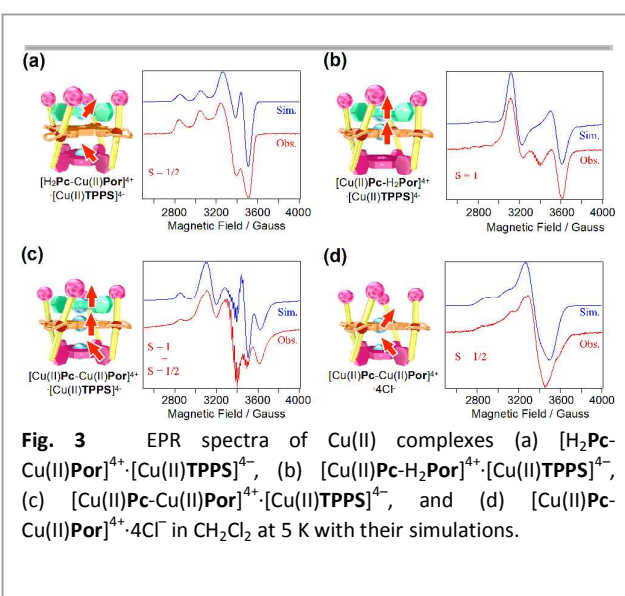 (a)
Sim.
Obs.
S = 1/2
[H₂Pc-Cu(II)Por]⁴⁺
·[Cu(II)TPPS]⁴⁻
2800 3200 3600 4000
Magnetic Field / Gauss
(b)
Sim.
Obs.
S = 1
[Cu(II)Pc-H₂Por]⁴⁺
·[Cu(II)TPPS]⁴⁻
2800 3200 3600 4000
Magnetic Field / Gauss
(c)
Sim.
Obs.
S = 1
S = 1/2
[Cu(II)Pc-Cu(II)Por]⁴⁺
·[Cu(II)TPPS]⁴⁻
2800 3200 3600 4000
Magnetic Field / Gauss
(d)
Sim.
Obs.
S = 1/2
[Cu(II)Pc-Cu(II)Por]⁴⁺
·4Cl⁻
2800 3200 3600 4000
Magnetic Field / Gauss
Fig. 3 EPR spectra of Cu(II) complexes (a) [H₂Pc-
Cu(II)Por]⁴⁺·[Cu(II)TPPS]⁴⁻, (b) [Cu(II)Pc-H₂Por]⁴⁺·[Cu(II)TPPS]⁴⁻,
(c) [Cu(II)Pc-Cu(II)Por]⁴⁺·[Cu(II)TPPS]⁴⁻, and (d) [Cu(II)Pc-
Cu(II)Por]⁴⁺·4Cl⁻ in CH₂Cl₂ at 5 K with their simulations.